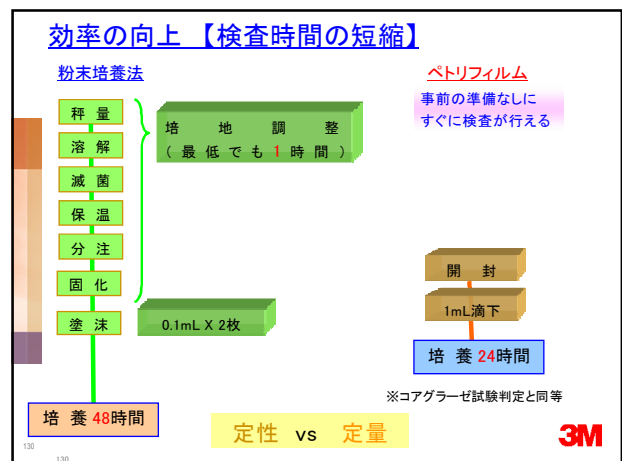 効率の向上 【検査時間の短縮】
粉末培養法
ペトリフィルム
事前の準備なしに
すぐに検査が行える
秤 量
溶 解
滅 菌
保 温
分 注
固 化
塗 沫
培 地 調 整
( 最 低 で も 1 時 間 )
0.1mL X 2枚
培 養 48時間
開 封
1mL滴下
培 養 24時間
※コアグラーゼ試験判定と同等
定性 vs 定量
3M
130
130